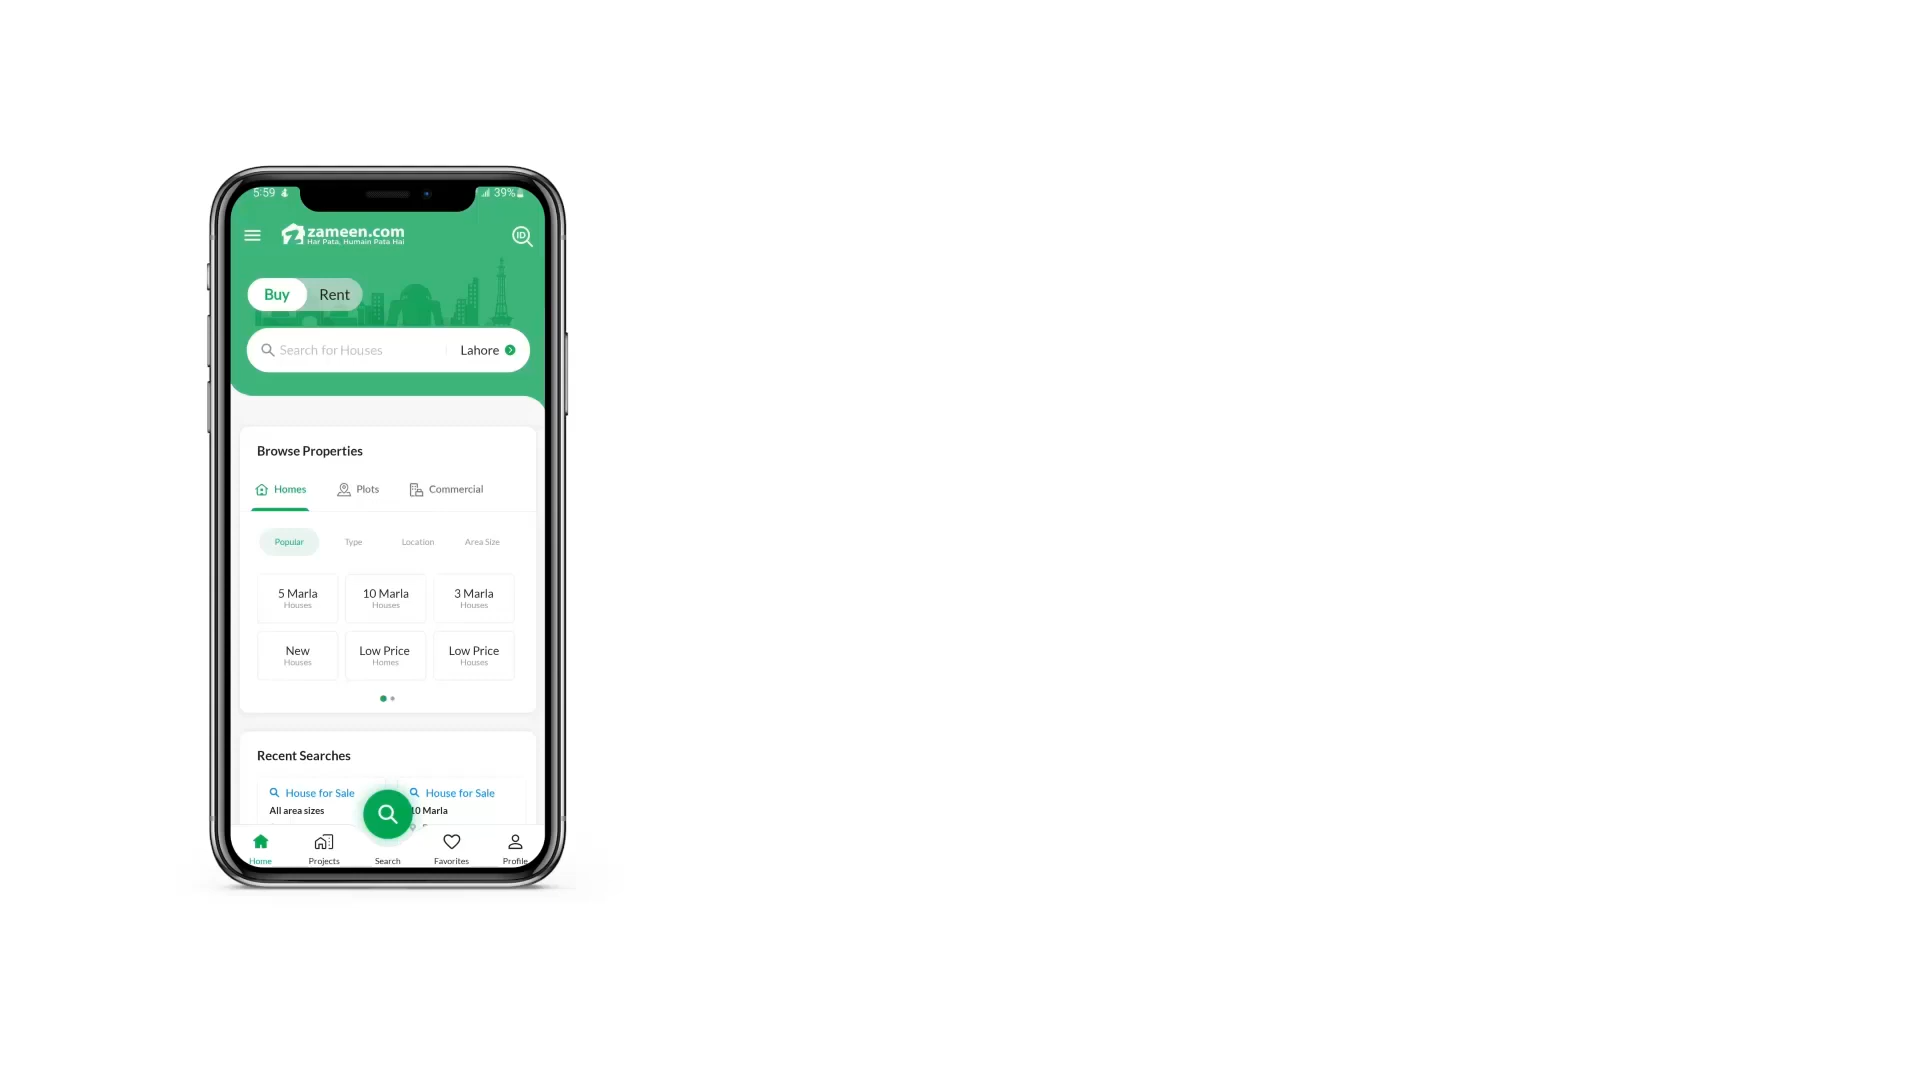 5:59
39%
zameen.com
Har Pata, Humain Pata Hai
ID
Buy Rent
Search for Houses Lahore
Browse Properties
Homes Plots Commercial
Popular Type Location Area Size
5 Marla 10 Marla 3 Marla
Houses Houses Houses
New Low Price Low Price
Houses Homes Houses
Recent Searches
House for Sale House for Sale
All area sizes 10 Marla
Home Projects Search Favorites Profile